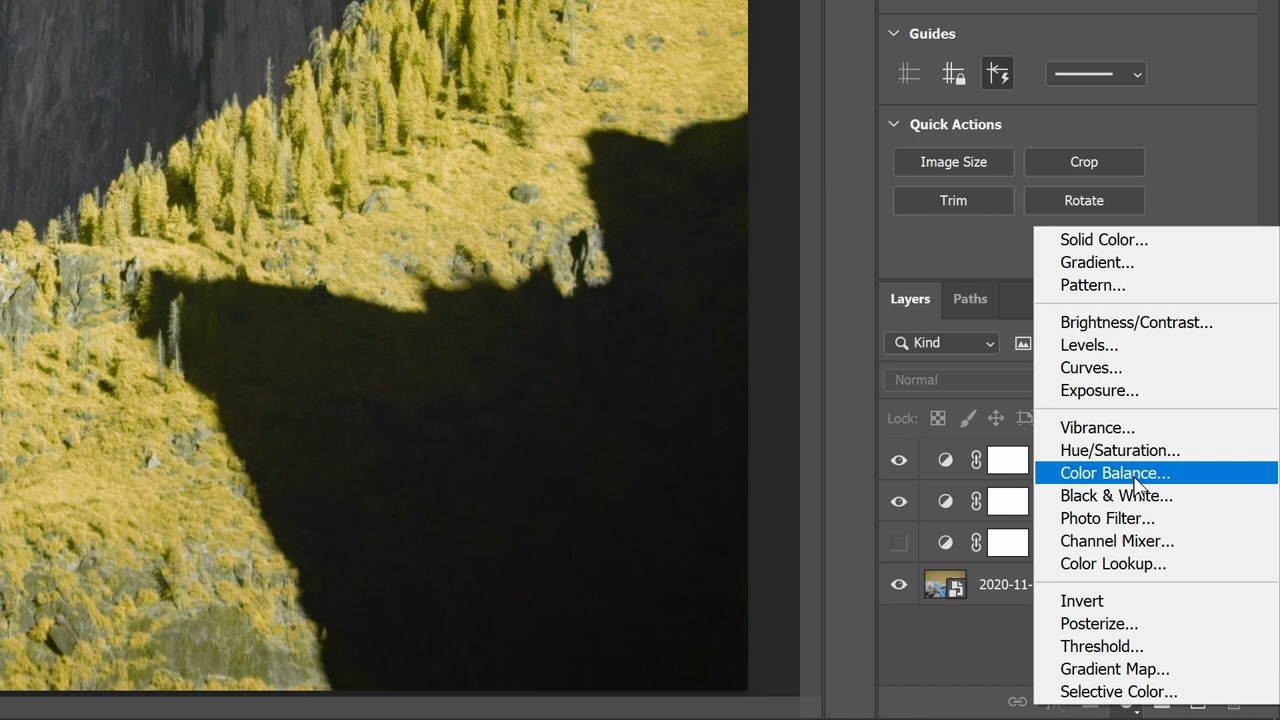 Guides
Quick Actions
Image Size
Crop
Trim
Rotate
Solid Color...
Gradient...
Pattern...
Layers
Paths
Brightness/Contrast...
Kind
Levels...
Curves...
Normal
Exposure...
Lock:
Vibrance...
Hue/Saturation...
Color Balance...
Black & White...
Photo Filter...
Channel Mixer...
Color Lookup...
2020-11-
Invert
Posterize...
Threshold...
Gradient Map...
Selective Color...